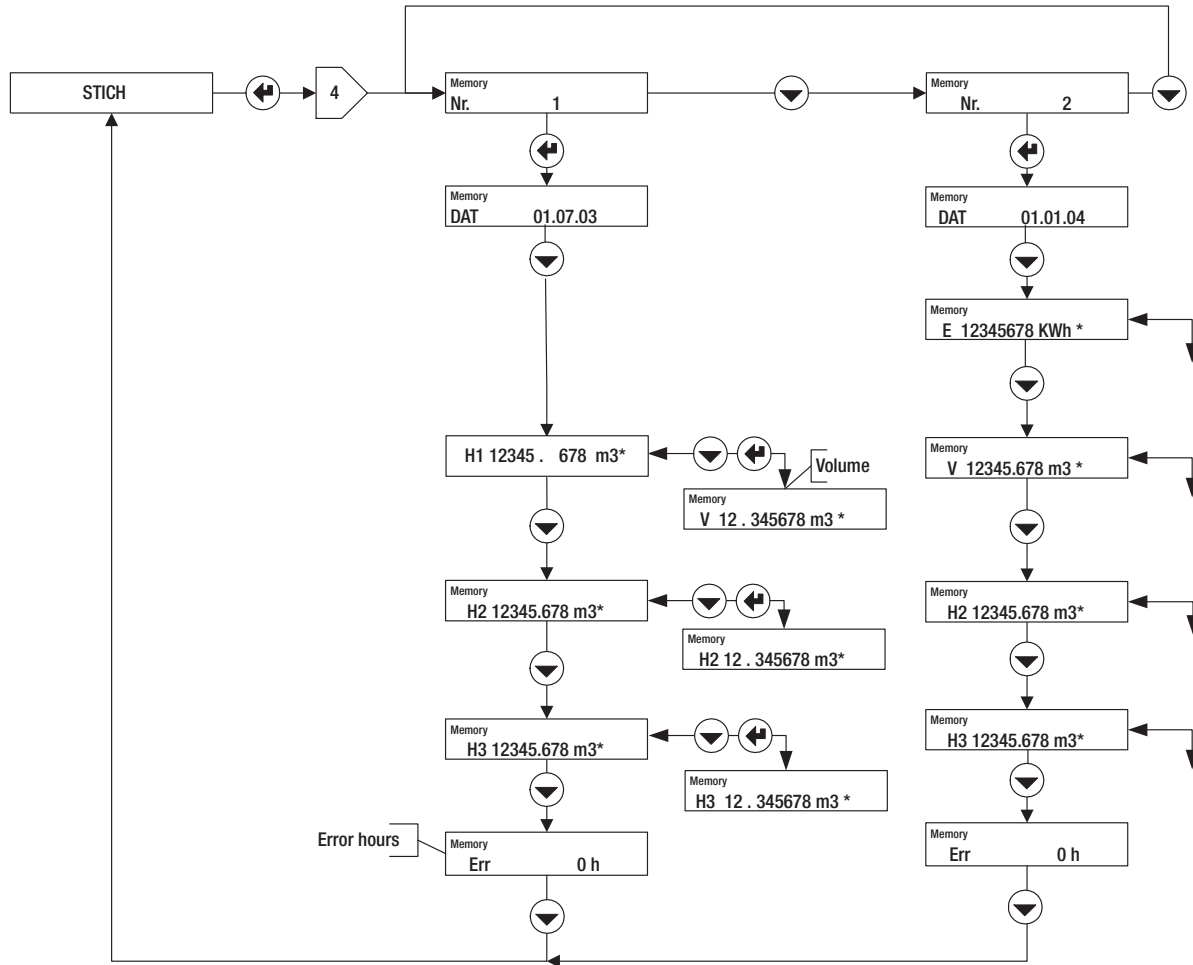 STICH
4
Memory
Nr. 1
Memory
Nr. 2
Memory
DAT 01.07.03
Memory
DAT 01.01.04
Memory
E 12345678 KWh *
H1 12345 . 678 m3*
Volume
Memory
V 12 . 345678 m3 *
Memory
V 12345.678 m3 *
Memory
H2 12345.678 m3*
Memory
H2 12 . 345678 m3*
Memory
H2 12345.678 m3*
Memory
H3 12345.678 m3*
Memory
H3 12 . 345678 m3 *
Memory
H3 12345.678 m3*
Error hours
Memory
Err 0 h
Memory
Err 0 h